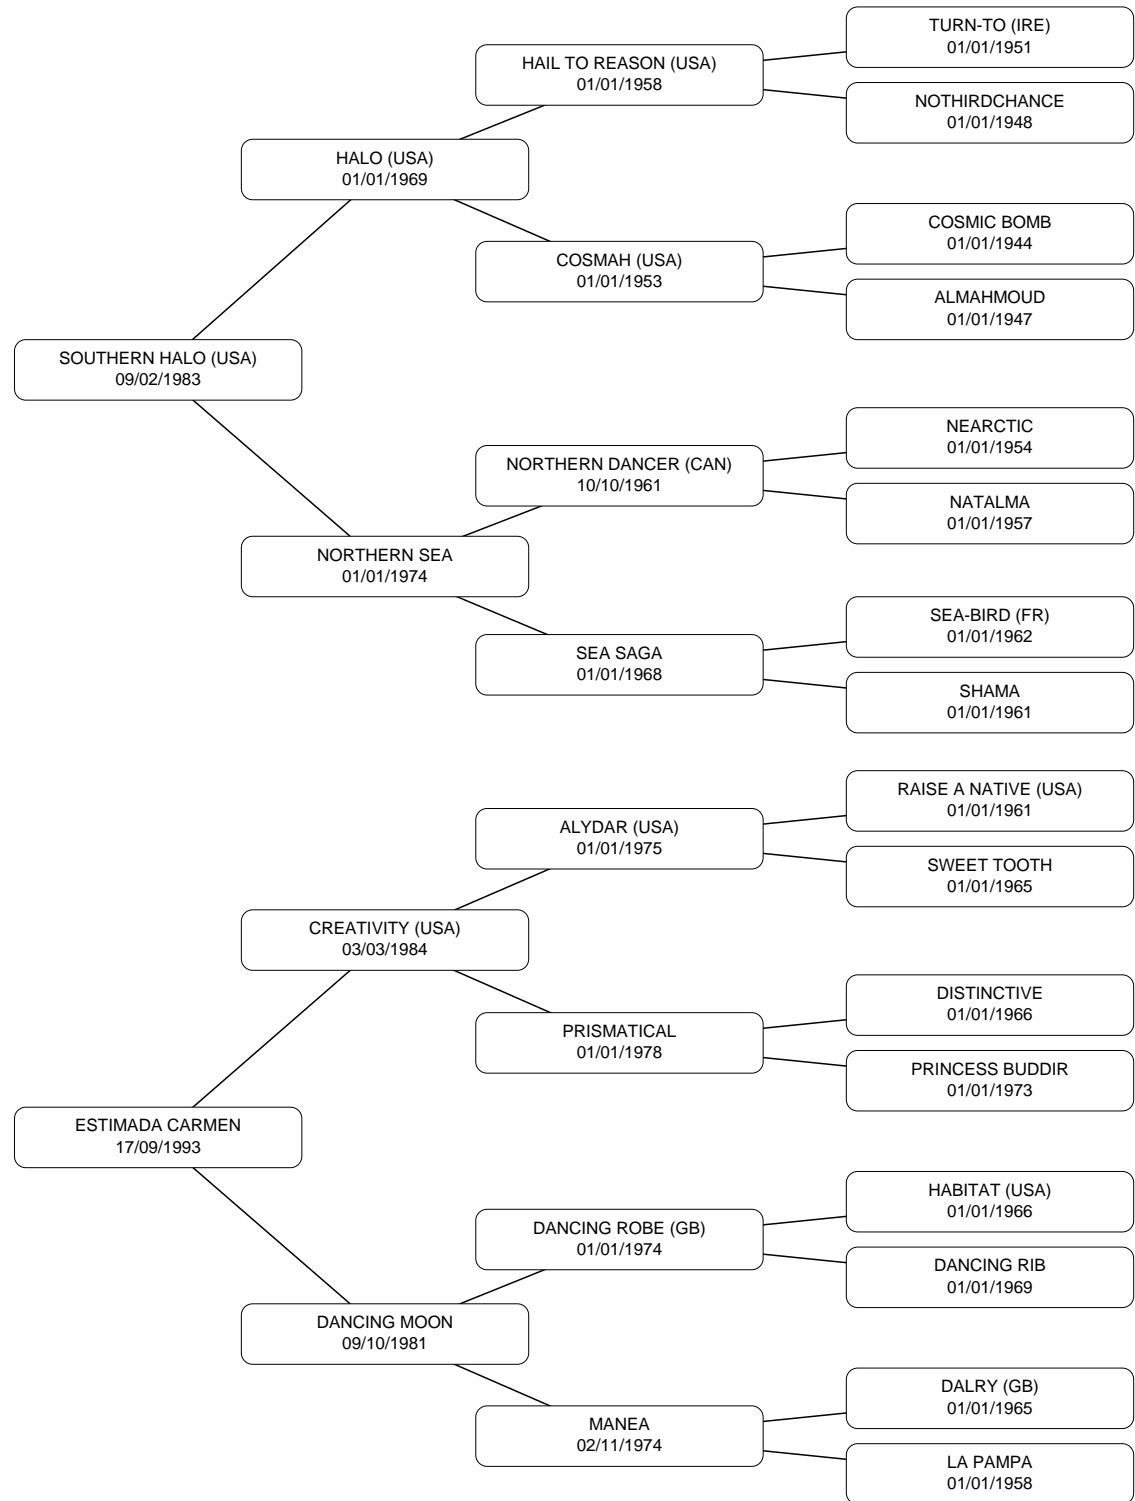 TURN-TO (IRE)
01/01/1951
HAIL TO REASON (USA)
01/01/1958
NOTHIRDCHANCE
01/01/1948
HALO (USA)
01/01/1969
COSMIC BOMB
01/01/1944
COSMAH (USA)
01/01/1953
ALMAHMOUD
01/01/1947
SOUTHERN HALO (USA)
09/02/1983
NEARCTIC
01/01/1954
NORTHERN DANCER (CAN)
10/10/1961
NATALMA
01/01/1957
NORTHERN SEA
01/01/1974
SEA-BIRD (FR)
01/01/1962
SEA SAGA
01/01/1968
SHAMA
01/01/1961
RAISE A NATIVE (USA)
01/01/1961
ALYDAR (USA)
01/01/1975
SWEET TOOTH
01/01/1965
CREATIVITY (USA)
03/03/1984
DISTINCTIVE
01/01/1966
PRISMATICAL
01/01/1978
PRINCESS BUDDIR
01/01/1973
ESTIMADA CARMEN
17/09/1993
HABITAT (USA)
01/01/1966
DANCING ROBE (GB)
01/01/1974
DANCING RIB
01/01/1969
DANCING MOON
09/10/1981
DALRY (GB)
01/01/1965
MANEA
02/11/1974
LA PAMPA
01/01/1958